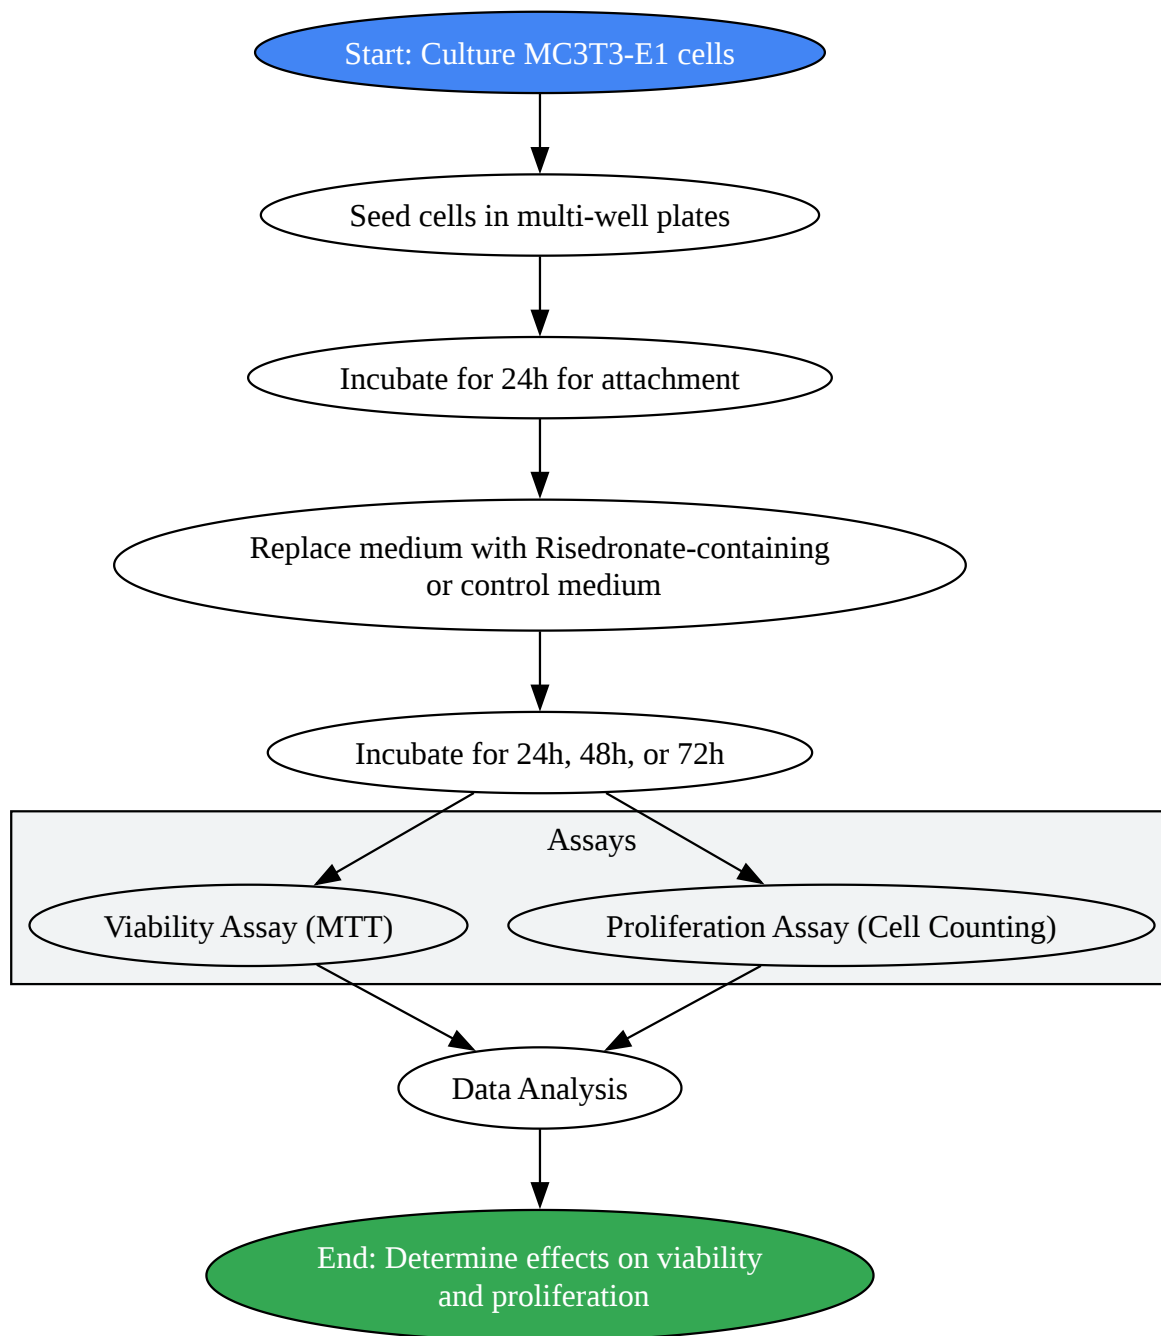 Start: Culture MC3T3-E1 cells
Seed cells in multi-well plates
Incubate for 24h for attachment
Replace medium with Risedronate-containing
or control medium
Incubate for 24h, 48h, or 72h
Assays
Viability Assay (MTT)
Proliferation Assay (Cell Counting)
Data Analysis
End: Determine effects on viability
and proliferation